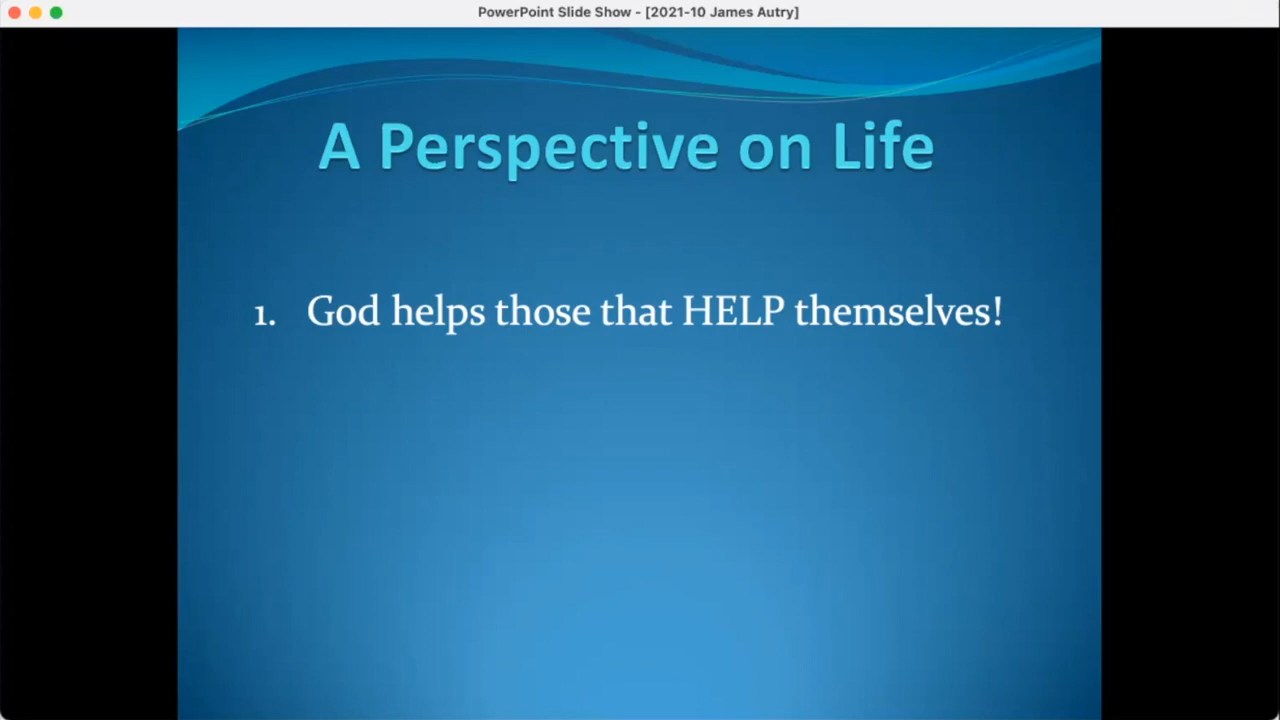 PowerPoint Slide Show - [2021-10 James Autry]
A Perspective on Life
1. God helps those that HELP themselves!